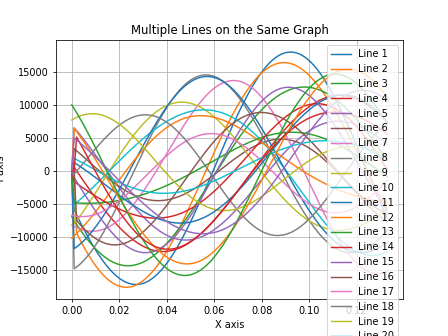 Multiple Lines on the Same Graph
15000
10000
5000
0
−5000
−10000
−15000
0.00
0.02
0.04
0.06
0.08
0.10
X axis
Line 1
Line 2
Line 3
Line 4
Line 5
Line 6
Line 7
Line 8
Line 9
Line 10
Line 11
Line 12
Line 13
Line 14
Line 15
Line 16
Line 17
Line 18
Line 19